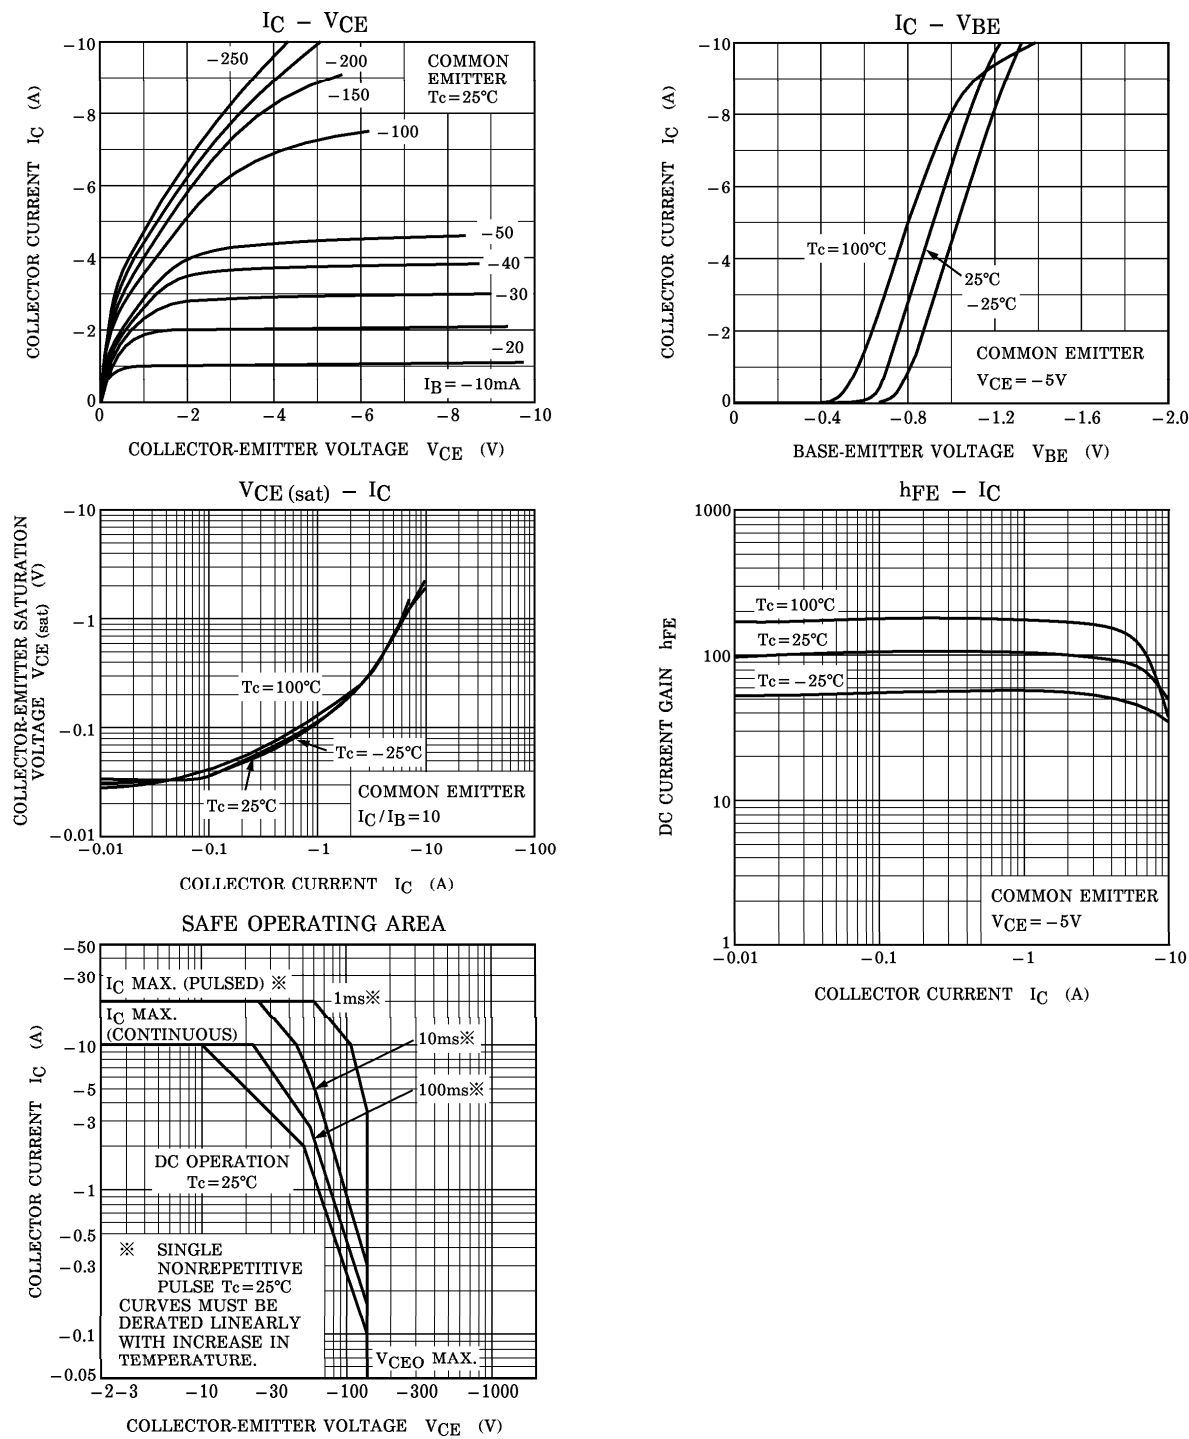 IC – VCE
COLLECTOR CURRENT IC (A)
−10
−8
−6
−4
−2
0
−250
−200
−150
−100
−50
−40
−30
−20
IB=−10mA
COMMON
EMITTER
Tc=25°C
0 −2 −4 −6 −8 −10
COLLECTOR-EMITTER VOLTAGE VCE (V)
IC – VBE
COLLECTOR CURRENT IC (A)
−10
−8
−6
−4
−2
0
Tc=100°C
25°C
−25°C
COMMON EMITTER
VCE=−5V
0 −0.4 −0.8 −1.2 −1.6 −2.0
BASE-EMITTER VOLTAGE VBE (V)
VCE (sat) – IC
COLLECTOR-EMITTER SATURATION
VOLTAGE VCE (sat) (V)
−10
−1
−0.1
−0.01
Tc=100°C
Tc=−25°C
Tc=25°C
COMMON EMITTER
IC/IB=10
−0.01 −0.1 −1 −10 −100
COLLECTOR CURRENT IC (A)
hFE – IC
DC CURRENT GAIN hFE
1000
100
10
1
Tc=100°C
Tc=25°C
Tc=−25°C
COMMON EMITTER
VCE=−5V
−0.01 −0.1 −1 −10
COLLECTOR CURRENT IC (A)
SAFE OPERATING AREA
COLLECTOR CURRENT IC (A)
−50
−30
−10
−5
−3
−1
−0.5
−0.3
−0.1
−0.05
IC MAX. (PULSED) ※
IC MAX.
(CONTINUOUS)
1ms※
10ms※
100ms※
DC OPERATION
Tc=25°C
※ SINGLE
NONREPETITIVE
PULSE Tc=25°C
CURVES MUST BE
DERATED LINEARLY
WITH INCREASE IN
TEMPERATURE.
VCEO MAX.
−2 −3 −10 −30 −100 −300 −1000
COLLECTOR-EMITTER VOLTAGE VCE (V)